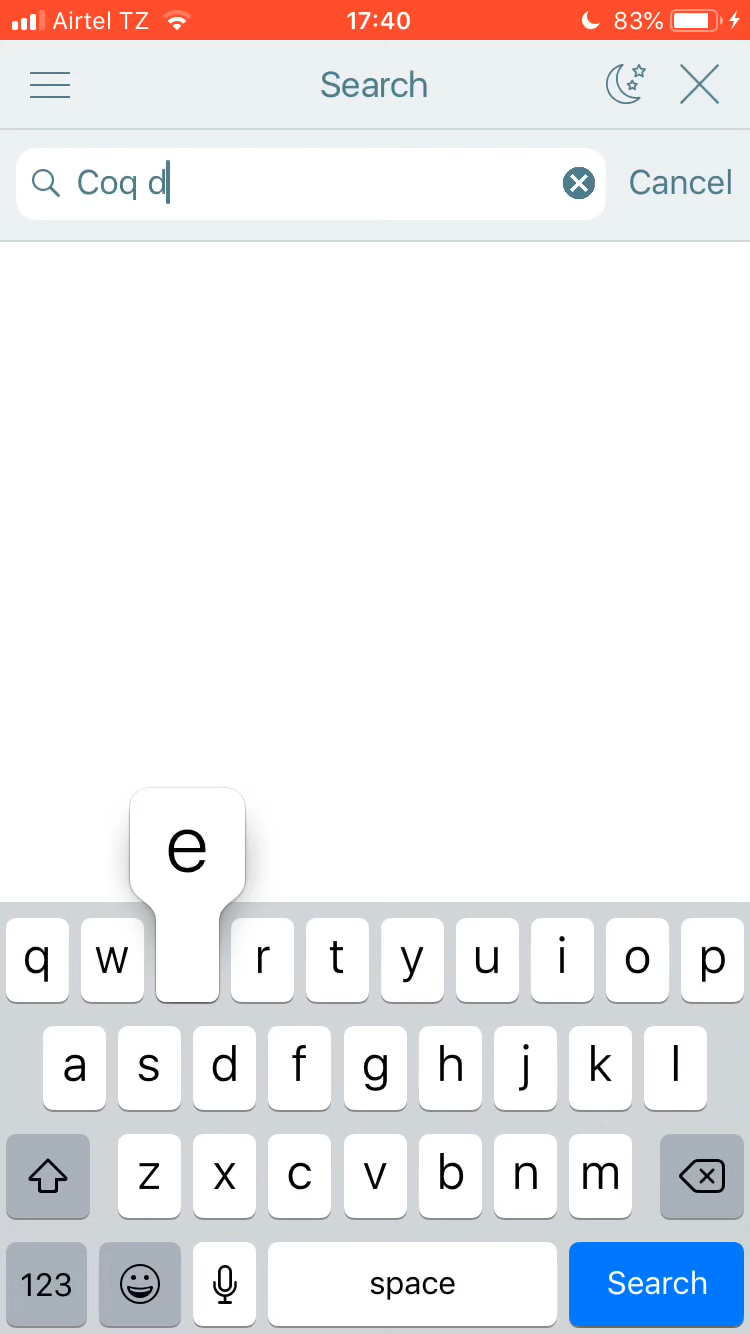 Airtel TZ 17:40 83%
Search
Coq d Cancel
e
q w r t y u i o p
a s d f g h j k l
z x c v b n m
123 space Search